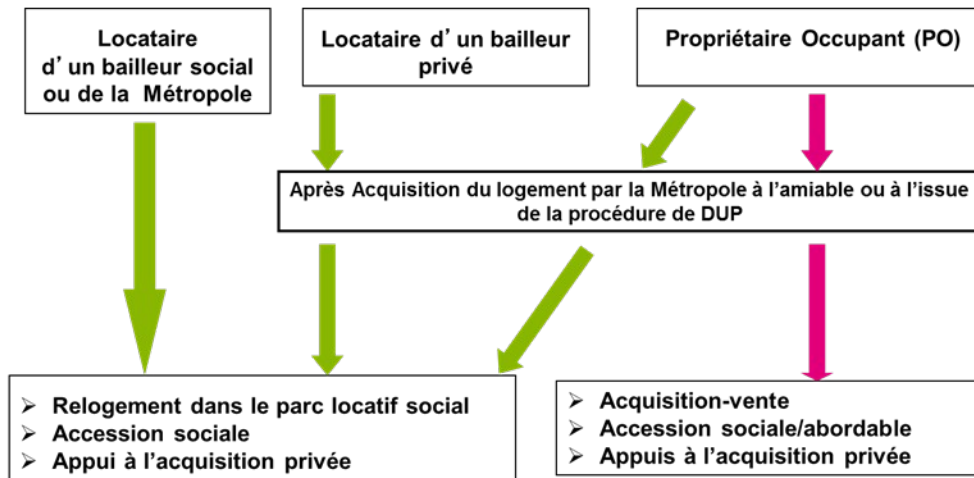 Locataire
d’un bailleur social
ou de la Métropole
Locataire d’un bailleur
privé
Propriétaire Occupant (PO)
Après Acquisition du logement par la Métropole à l’amiable ou à l’issue
de la procédure de DUP
➢ Relogement dans le parc locatif social
➢ Accession sociale
➢ Appui à l’acquisition privée
➢ Acquisition-vente
➢ Accession sociale/abordable
➢ Appuis à l’acquisition privée